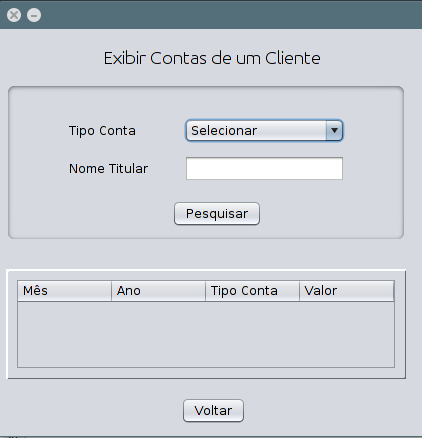 Exibir Contas de um Cliente
Tipo Conta Selecionar
Nome Titular
Pesquisar
Mês Ano Tipo Conta Valor
Voltar